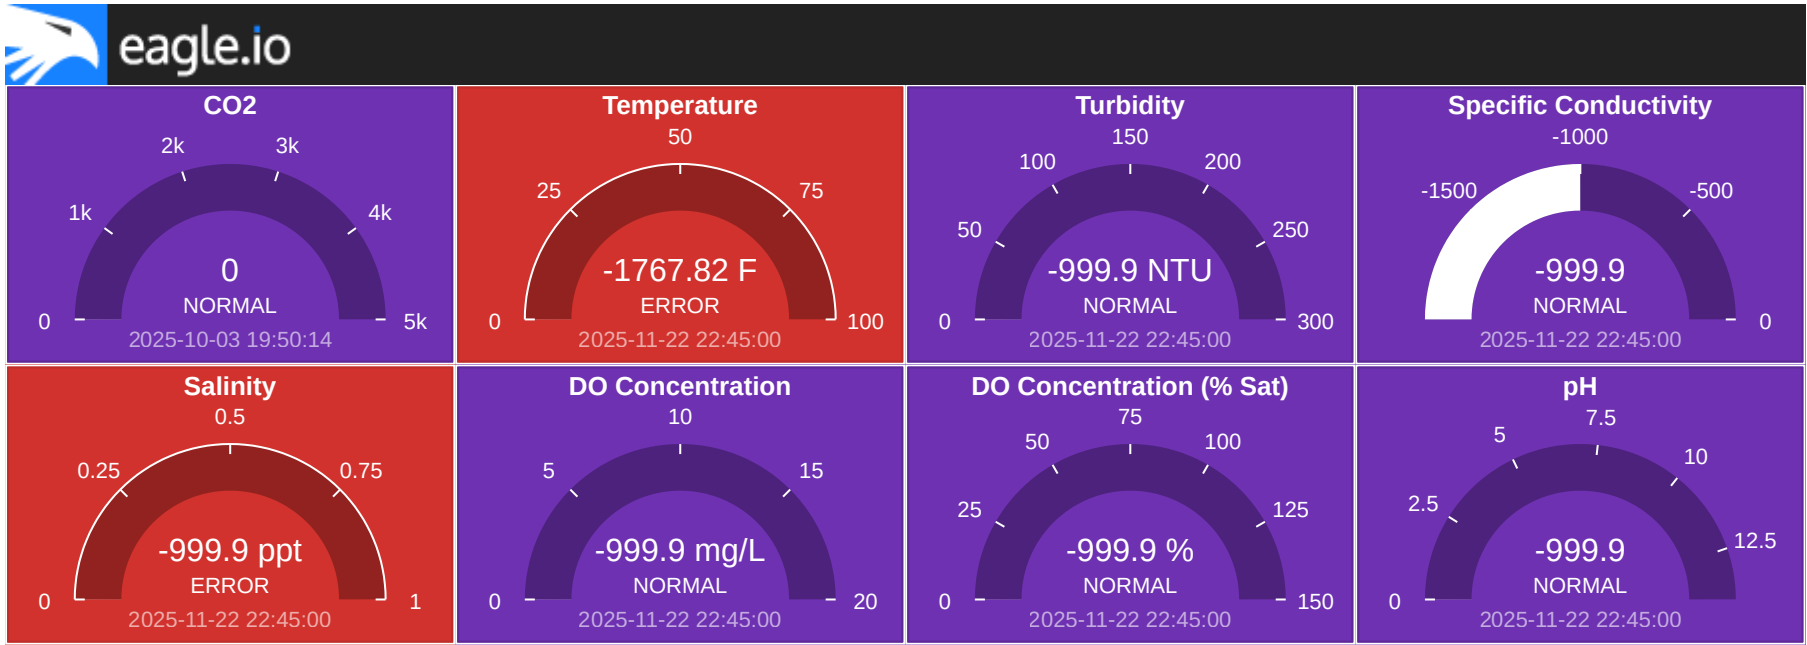 eagle.io
CO2
2k
3k
1k
4k
0
NORMAL
0
5k
2025-10-03 19:50:14
Temperature
50
25
75
-1767.82 F
ERROR
0
100
2025-11-22 22:45:00
Turbidity
150
100
200
50
250
-999.9 NTU
NORMAL
0
300
2025-11-22 22:45:00
Specific Conductivity
-1000
-1500
-500
-999.9
NORMAL
0
2025-11-22 22:45:00
Salinity
0.5
0.25
0.75
-999.9 ppt
ERROR
0
1
2025-11-22 22:45:00
DO Concentration
10
5
15
-999.9 mg/L
NORMAL
0
20
2025-11-22 22:45:00
DO Concentration (% Sat)
75
50
100
25
125
-999.9 %
NORMAL
0
150
2025-11-22 22:45:00
pH
7.5
5
10
2.5
12.5
-999.9
NORMAL
0
2025-11-22 22:45:00